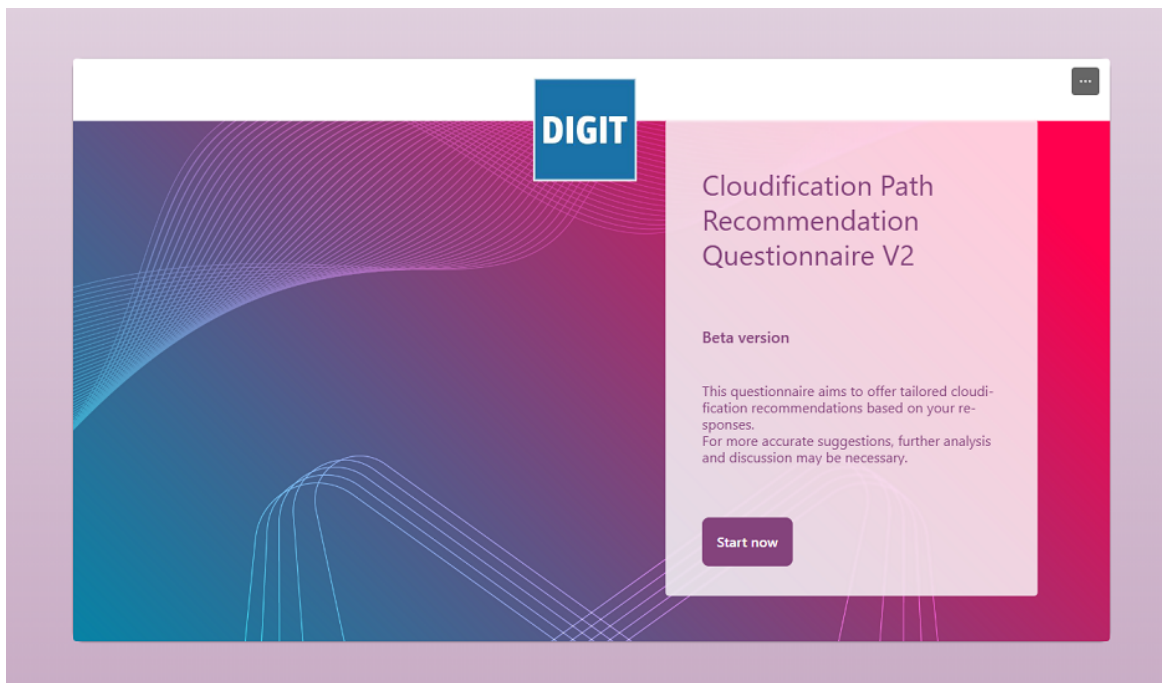 DIGIT
...
Cloudification Path
Recommendation
Questionnaire V2
Beta version
This questionnaire aims to offer tailored cloudi-
fication recommendations based on your re-
sponses.
For more accurate suggestions, further analysis
and discussion may be necessary.
Start now